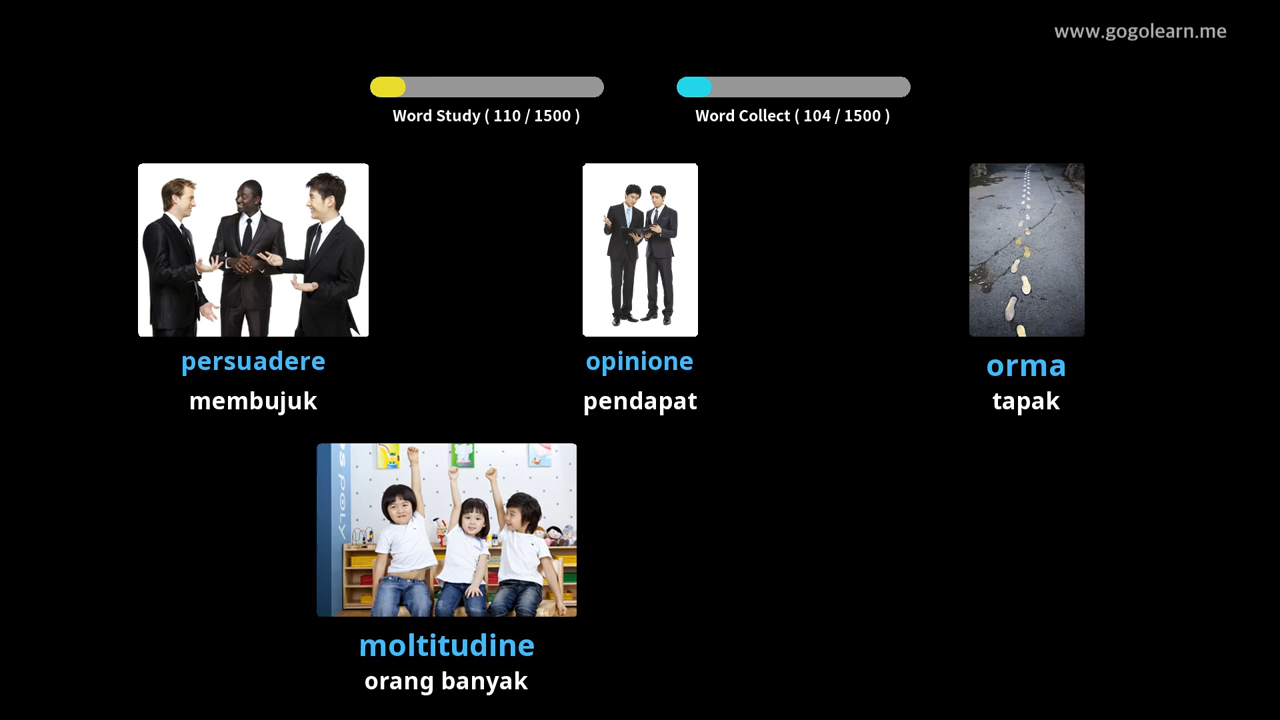 www.gogolearn.me
Word Study ( 110 / 1500 )
Word Collect ( 104 / 1500 )
persuadere
opinione
orma
membujuk
pendapat
tapak
POLY
moltitudine
orang banyak